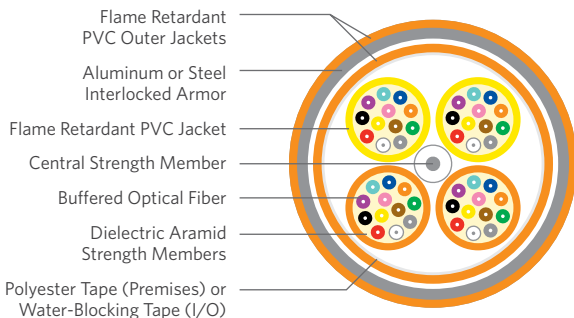 Flame Retardant
PVC Outer Jackets
Aluminum or Steel
Interlocked Armor
Flame Retardant PVC Jacket
Central Strength Member
Buffered Optical Fiber
Dielectric Aramid
Strength Members
Polyester Tape (Premises) or
Water-Blocking Tape (I/O)